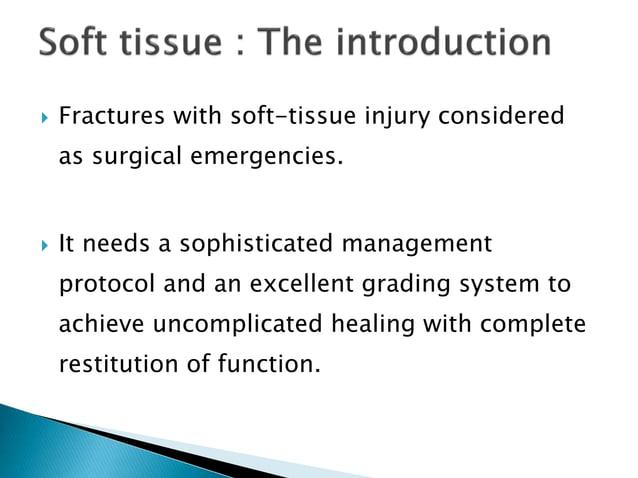 Soft tissue : The introduction
Fractures with soft-tissue injury considered
as surgical emergencies.
It needs a sophisticated management
protocol and an excellent grading system to
achieve uncomplicated healing with complete
restitution of function.